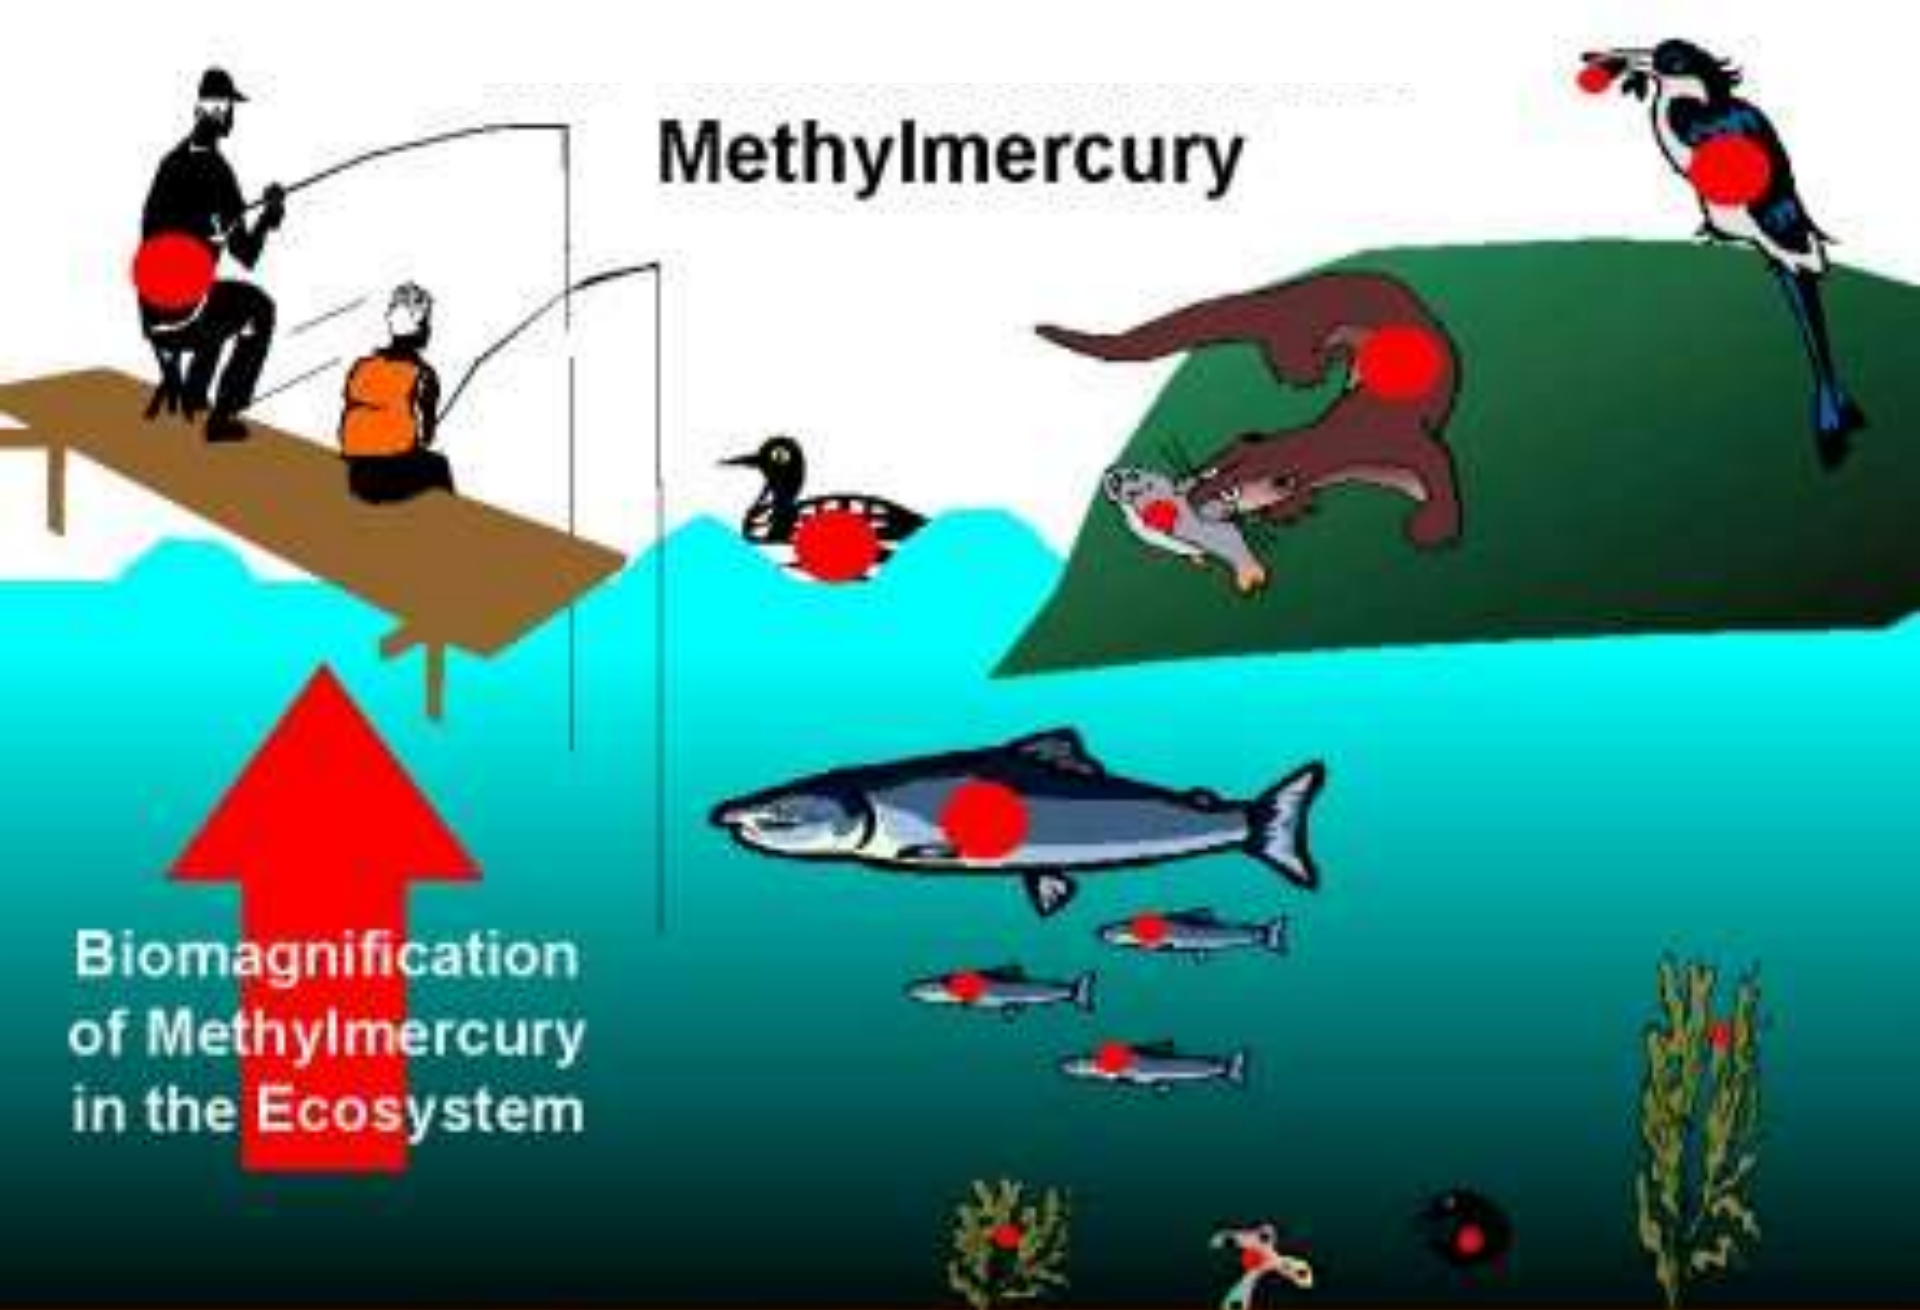 Methylmercury
Biomagnification
of Methylmercury
in the Ecosystem